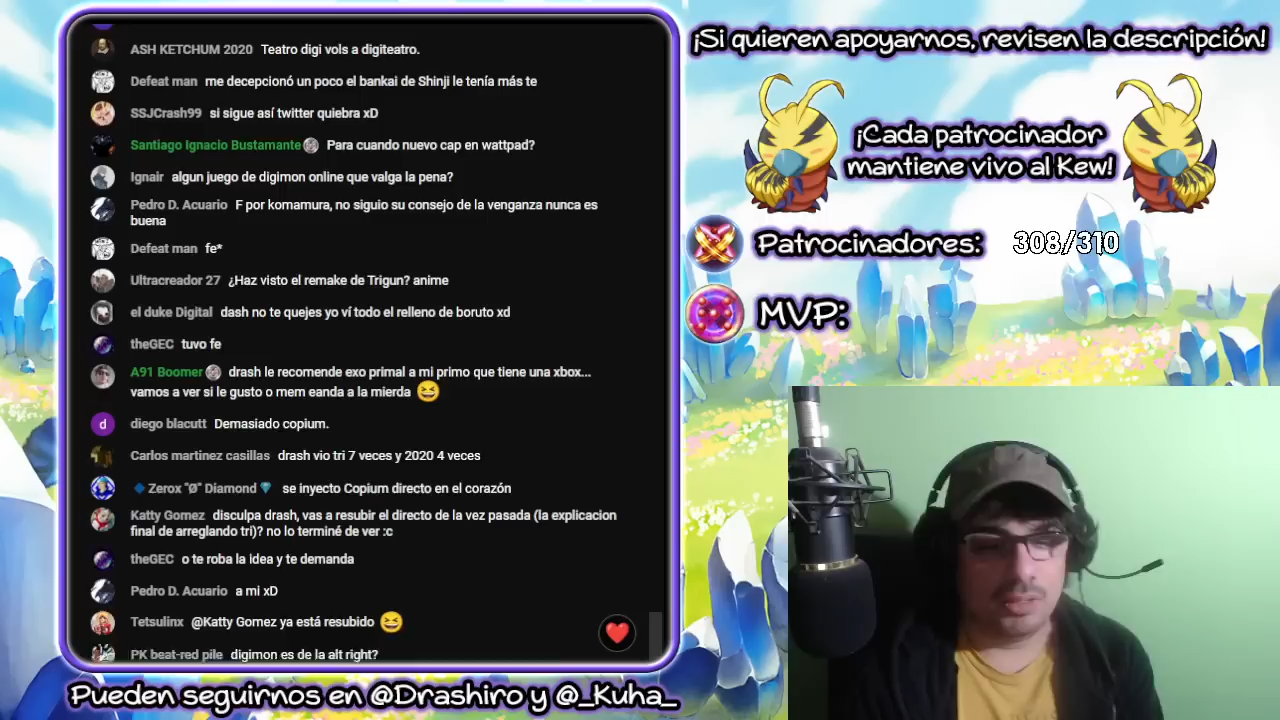 ASH KETCHUM 2020 Teatro digi vols a digiteatro.
Defeat man me decepcionó un poco el bankai de Shinji le tenía más te
SSJCrash99 si sigue así twitter quiebra xD
Santiago Ignacio Bustamante Para cuando nuevo cap en wattpad?
Ignair algun juego de digimon online que valga la pena?
Pedro D. Acuario F por komamura, no siguio su consejo de la venganza nunca es
buena
Defeat man fe*
Ultracreador 27 ¿Haz visto el remake de Trigun? anime
el duke Digital dash no te quejes yo ví todo el relleno de boruto xd
theGEC tuvo fe
A91 Boomer drash le recomende exo primal a mi primo que tiene una xbox...
vamos a ver si le gusto o mem eanda a la mierda 😆
d
diego blacutt Demasiado copium.
Carlos martinez casillas drash vio tri 7 veces y 2020 4 veces
🔹Zerox "Ø" Diamond💎 se inyecto Copium directo en el corazón
Katty Gomez disculpa drash, vas a resubir el directo de la vez pasada (la explicacion
final de arreglando tri)? no lo terminé de ver :c
theGEC o te roba la idea y te demanda
Pedro D. Acuario a mi xD
Tetsulinx @Katty Gomez ya está resubido 😆
PK beat-red pile digimon es de la alt right?
Pueden seguirnos en @Drashiro y @_Kuha_
¡Si quieren apoyarnos, revisen la descripción!
¡Cada patrocinador
mantiene vivo al Kew!
Patrocinadores: 308/310
MVP: